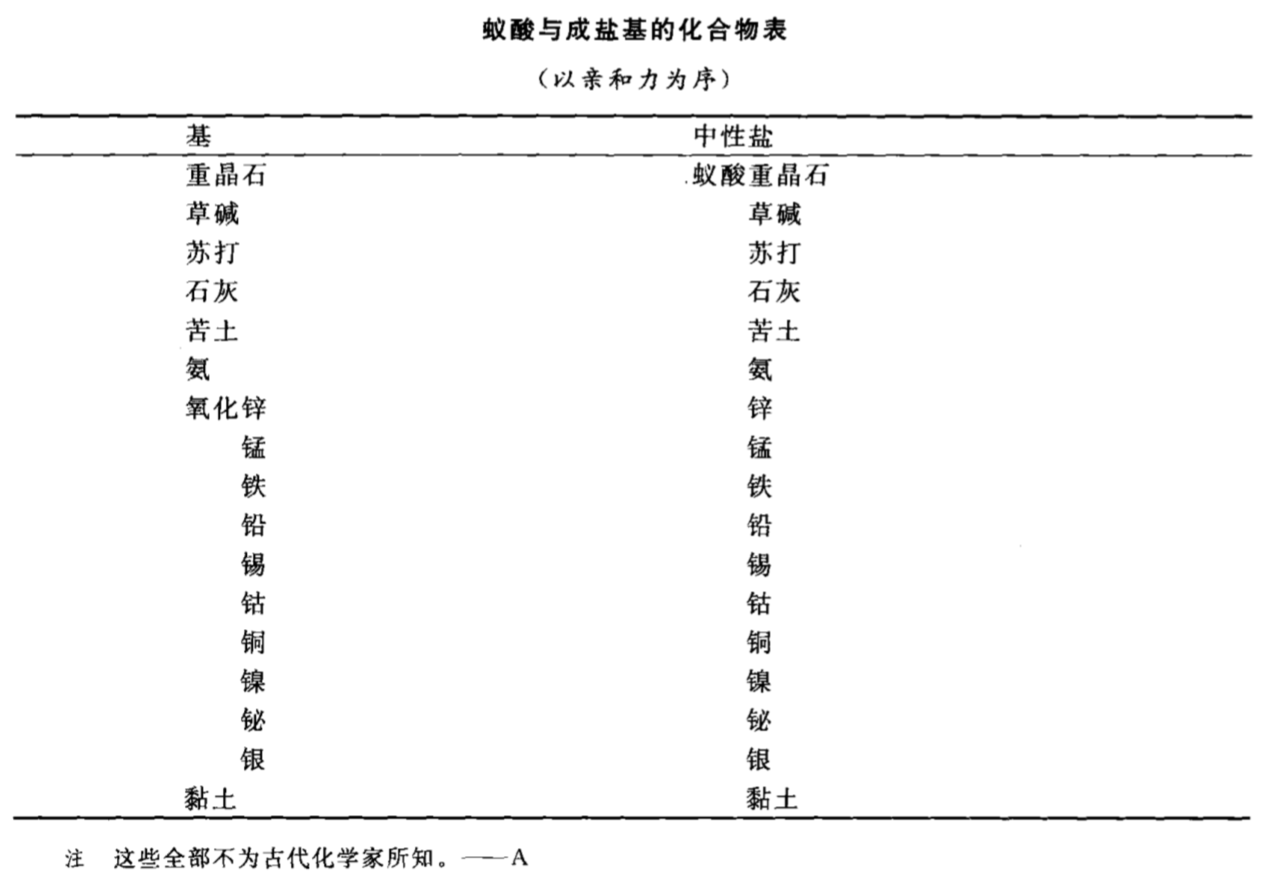 蚁酸与成盐基的化合物表
（以亲和力为序）
基 中性盐
重晶石 蚁酸重晶石
草碱 草碱
苏打 苏打
石灰 石灰
苦土 苦土
氨 氨
氧化锌 锌
锰 锰
铁 铁
铅 铅
锡 锡
钴 钴
铜 铜
镍 镍
铋 铋
银 银
黏土 黏土
注 这些全部不为古代化学家所知。——A